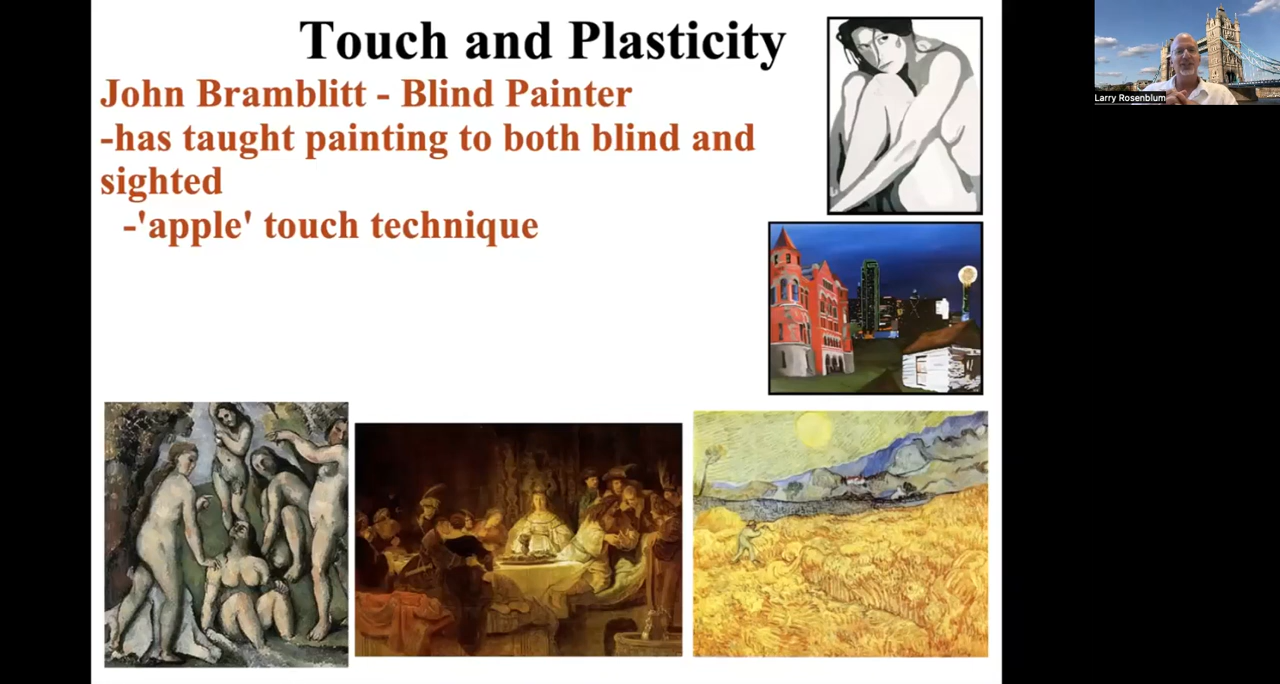 Touch and Plasticity
John Bramblitt - Blind Painter
-has taught painting to both blind and
sighted
-'apple' touch technique
Larry Rosenblum